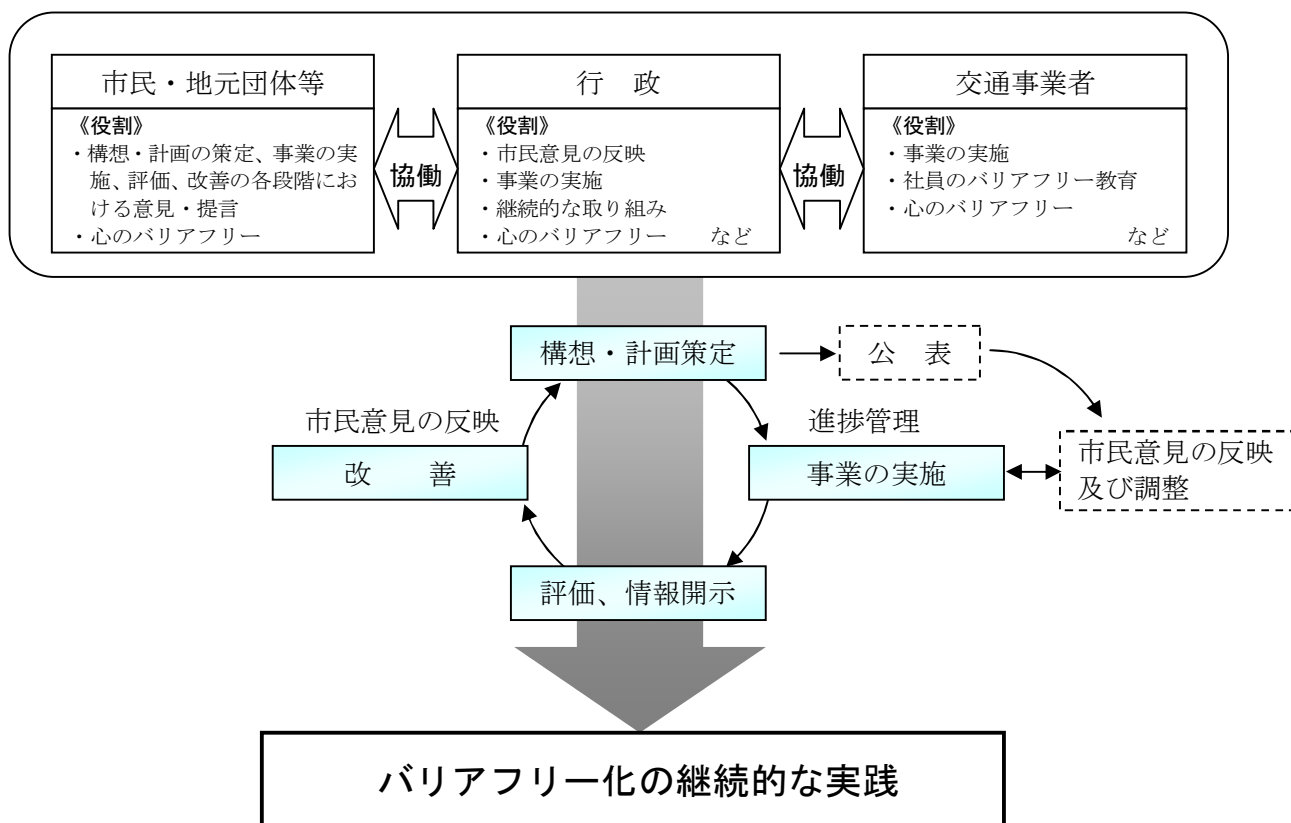 市民・地元団体等
《役割》
・構想・計画の策定、事業の実
施、評価、改善の各段階にお
ける意見・提言
・心のバリアフリー
協働
行　政
《役割》
・市民意見の反映
・事業の実施
・継続的な取り組み
・心のバリアフリー　など
協働
交通事業者
《役割》
・事業の実施
・社員のバリアフリー教育
・心のバリアフリー
など
構想・計画策定
公　表
市民意見の反映
改　善
進捗管理
事業の実施
市民意見の反映
及び調整
評価、情報開示
バリアフリー化の継続的な実践